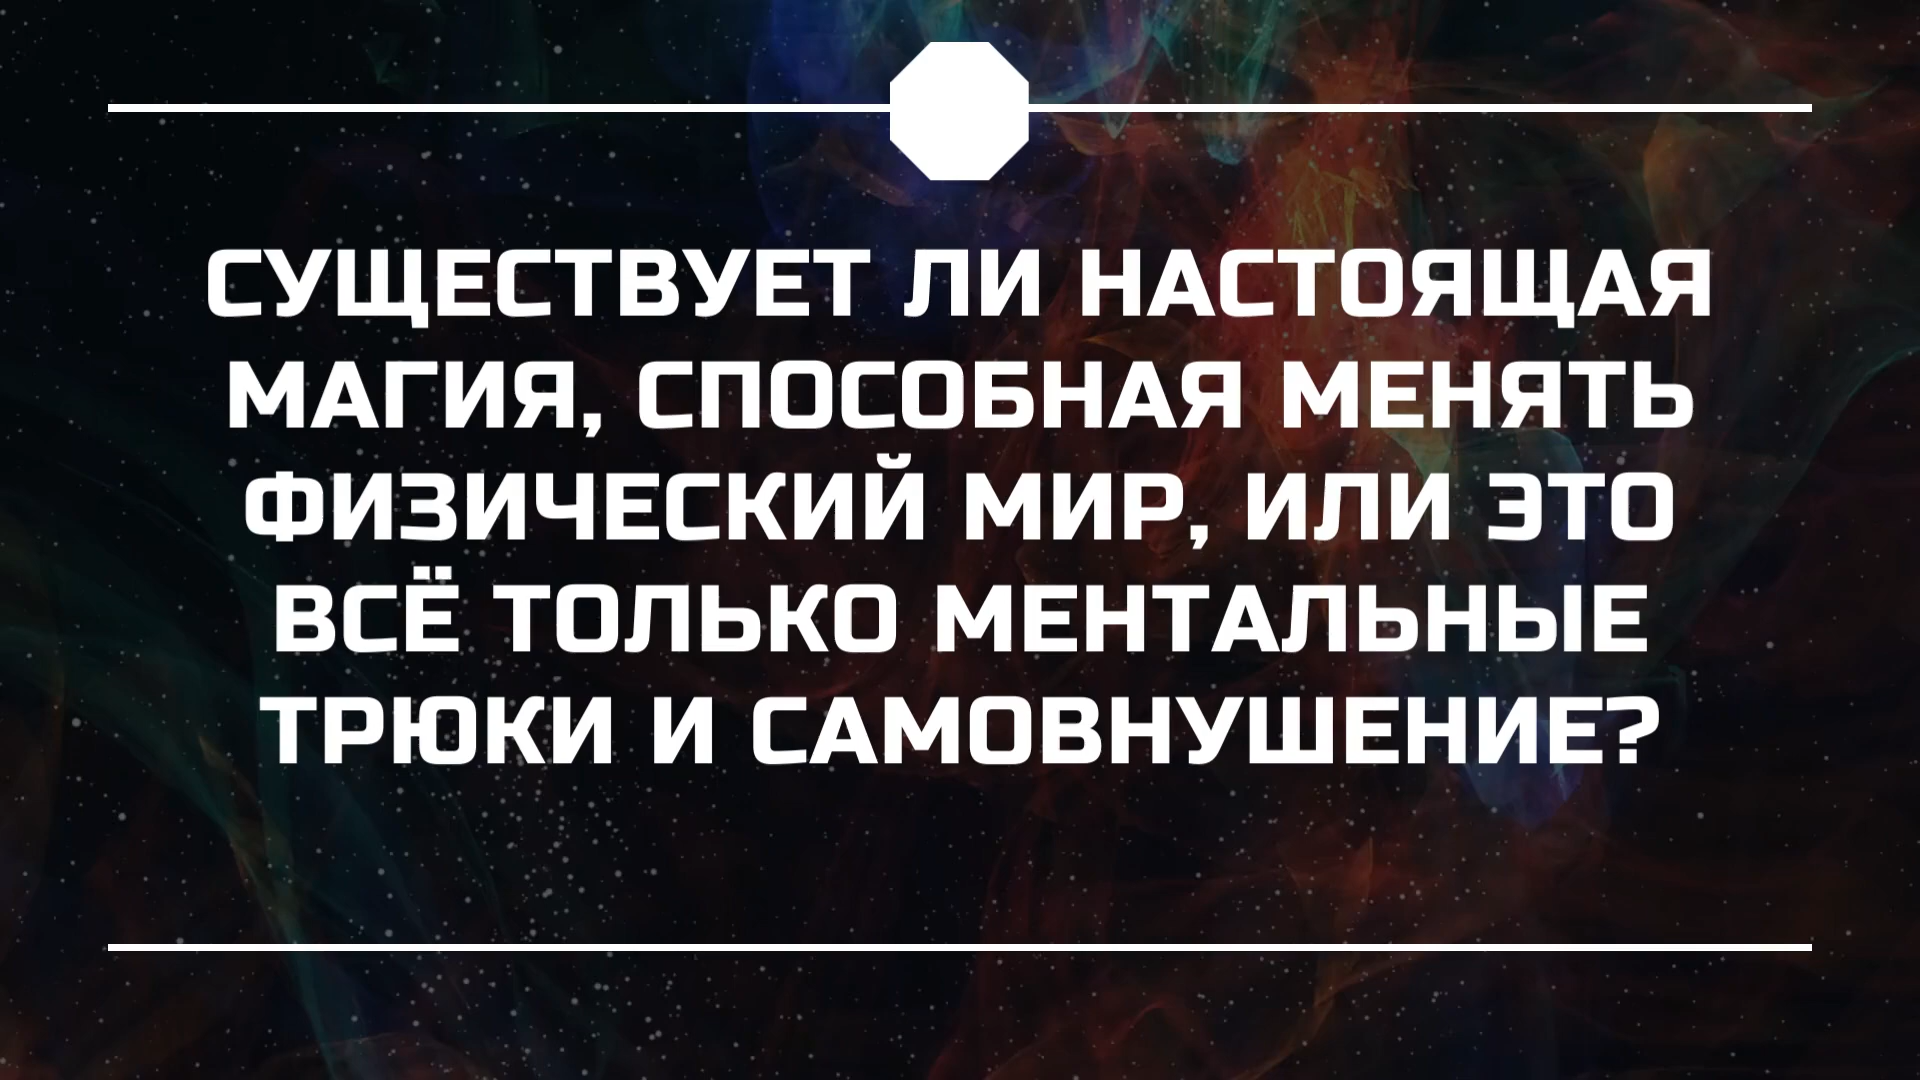 СУЩЕСТВУЕТ ЛИ НАСТОЯЩАЯ
МАГИЯ, СПОСОБНАЯ МЕНЯТЬ
ФИЗИЧЕСКИЙ МИР, ИЛИ ЭТО
ВСЁ ТОЛЬКО МЕНТАЛЬНЫЕ
ТРЮКИ И САМОВНУШЕНИЕ?